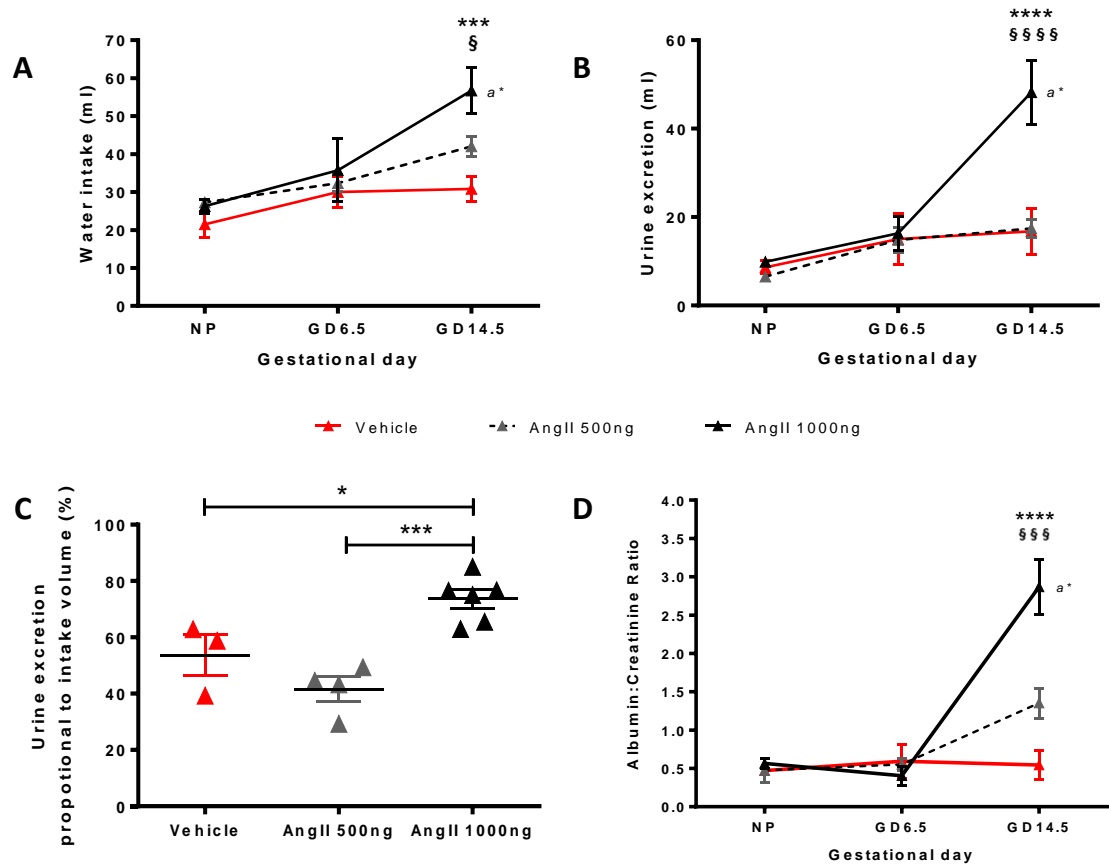 A
Water intake (ml)
70
60
50
40
30
20
10
0
***
§
a *
NP GD6.5 GD14.5
Gestational day
B
Urine excretion (ml)
60
40
20
0
****
§§§§
a *
NP GD6.5 GD14.5
Gestational day
Vehicle AngII 500ng AngII 1000ng
C
Urine excretion
propotional to intake volume (%)
100
80
60
40
20
0
*
***
Vehicle AngII 500ng AngII 1000ng
D
Albumin:Creatinine Ratio
4.0
3.5
3.0
2.5
2.0
1.5
1.0
0.5
0.0
****
§§§
a *
NP GD6.5 GD14.5
Gestational day